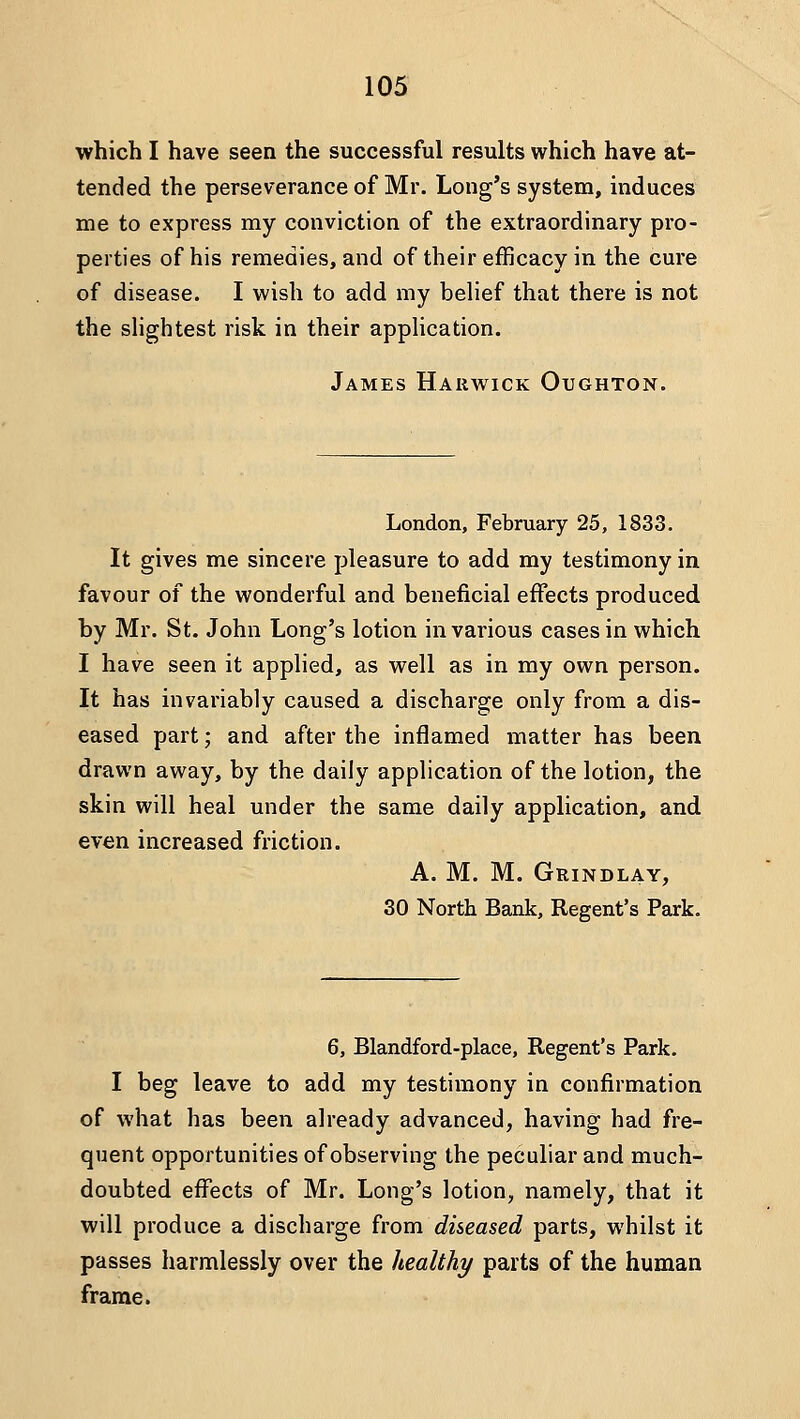 105
which I have seen the successful results which have at-
tended the perseverance of Mr. Long's system, induces
me to express my conviction of the extraordinary pro-
perties of his remedies, and of their efficacy in the cure
of disease. I wish to add my belief that there is not
the slightest risk in their application.
James Harwick Oughton.
London, February 25, 1833.
It gives me sincere pleasure to add my testimony in
favour of the wonderful and beneficial effects produced
by Mr. St. John Long's lotion in various cases in which
I have seen it applied, as well as in my own person.
It has invariably caused a discharge only from a dis-
eased part; and after the inflamed matter has been
drawn away, by the daily application of the lotion, the
skin will heal under the same daily application, and
even increased friction.
A. M. M. Grindlay,
30 North Bank, Regent's Park.
6, Blandford-place, Regent's Park.
I beg leave to add my testimony in confirmation
of what has been already advanced, having had fre-
quent opportunities of observing the peculiar and much-
doubted effects of Mr. Long's lotion, namely, that it
will produce a discharge from diseased parts, whilst it
passes harmlessly over the healthy parts of the human
frame.